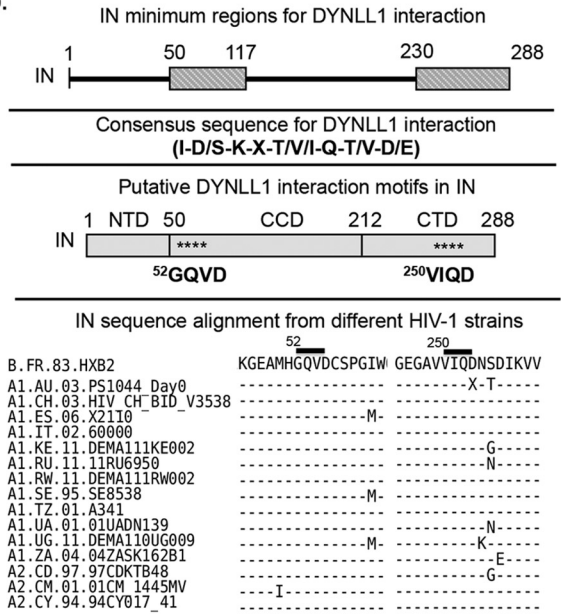 IN minimum regions for DYNLL1 interaction
1 50 117 230 288
IN
Consensus sequence for DYNLL1 interaction
(I-D/S-K-X-T/V/I-Q-T/V-D/E)
Putative DYNLL1 interaction motifs in IN
1 NTD 50 CCD 212 CTD 288
IN **** ****
52GQVD 250VIQD
IN sequence alignment from different HIV-1 strains
52 250
B.FR.83.HXB2 KGEAMHGQVDCSPGIW GEGAVVIQDNSDIKVV
A1.AU.03.PS1044_Day0 ---------------- --------X-T-----
A1.CH.03.HIV_CH_BID_V3538 ---------------- ----------------
A1.ES.06.X2110 --------------M- ----------------
A1.IT.02.60000 ---------------- ----------------
A1.KE.11.DEMA111KE002 ---------------- ----------G-----
A1.RU.11.11RU6950 ---------------- ----------N-----
A1.RW.11.DEMA111RW002 ---------------- ----------------
A1.SE.95.SE8538 --------------M- ----------------
A1.TZ.01.A341 ---------------- ----------------
A1.UA.01.01UADN139 ---------------- ----------N-----
A1.UG.11.DEMA110UG009 --------------M- ---------K------
A1.ZA.04.04ZASK162B1 ---------------- -----------E----
A2.CD.97.97CDKTB48 ---------------- ----------G-----
A2.CM.01.01CM_1445MV ----I----------- ----------------
A2.CY.94.94CY017_41 ---------------- ----------------